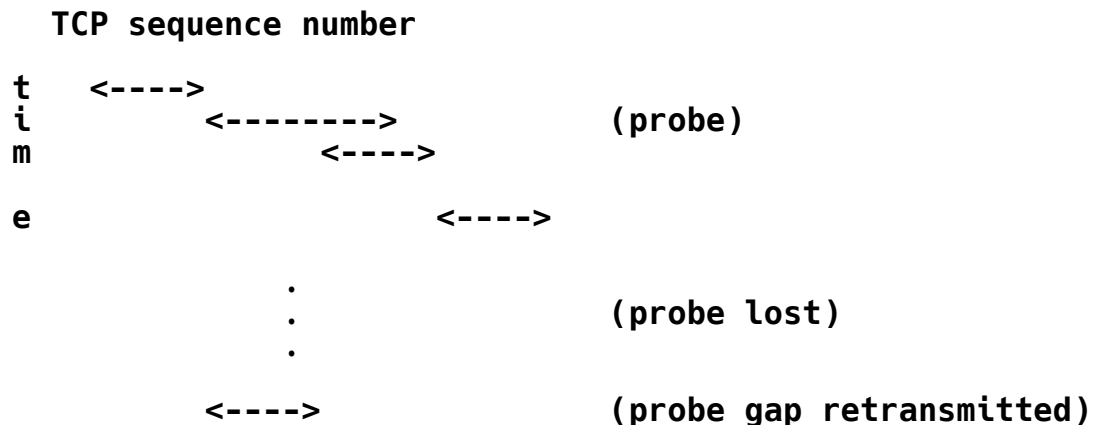 TCP sequence number
t <---->
i <--------> (probe)
m <---->
e <---->
.
. (probe lost)
.
<----> (probe gap retransmitted)